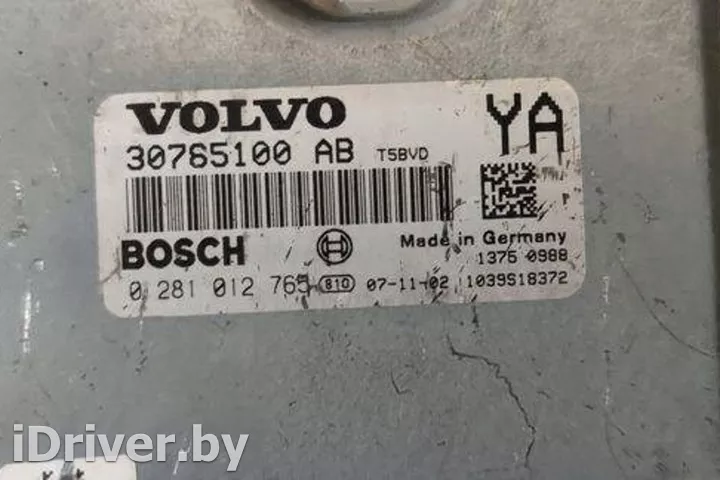 VOLVO
YA
30765100 AB T5BVD
BOSCH
Made in Germany
1375 0988
0 281 012 765 810 07-11-02 1039S18372
iDriver.by